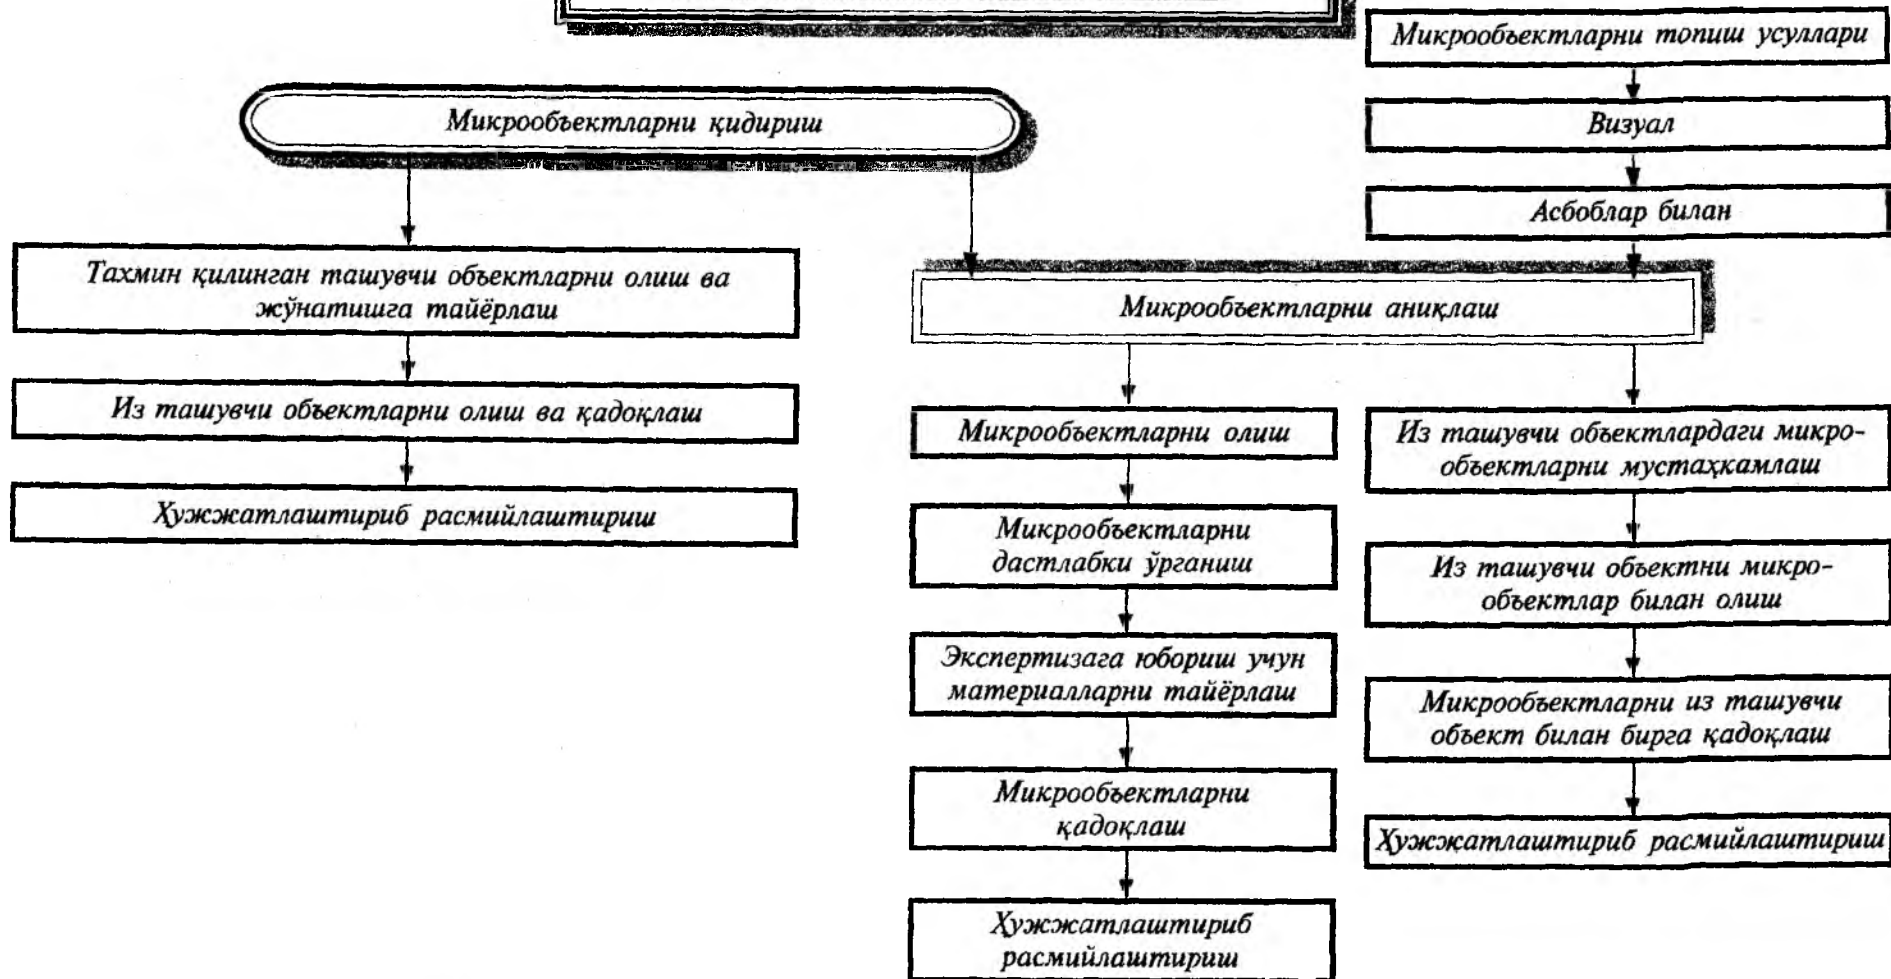 Микрообъектларни топиш усуллари
Визуал
Асбоблар билан
Микрообъектларни қидириш
Тахмин қилинган ташувчи объектларни олиш ва
жўнатишга тайёрлаш
Из ташувчи объектларни олиш ва қадоқлаш
Ҳужжатлаштириб расмийлаштириш
Микрообъектларни аниқлаш
Микрообъектларни олиш
Микрообъектларни
дастлабки ўрганиш
Экспертизага юбориш учун
материалларни тайёрлаш
Микрообъектларни
қадоқлаш
Ҳужжатлаштириб
расмийлаштириш
Из ташувчи объектлардаги микро-
объектларни мустаҳкамлаш
Из ташувчи объектни микро-
объектлар билан олиш
Микрообъектларни из ташувчи
объект билан бирга қадоқлаш
Ҳужжатлаштириб расмийлаштириш